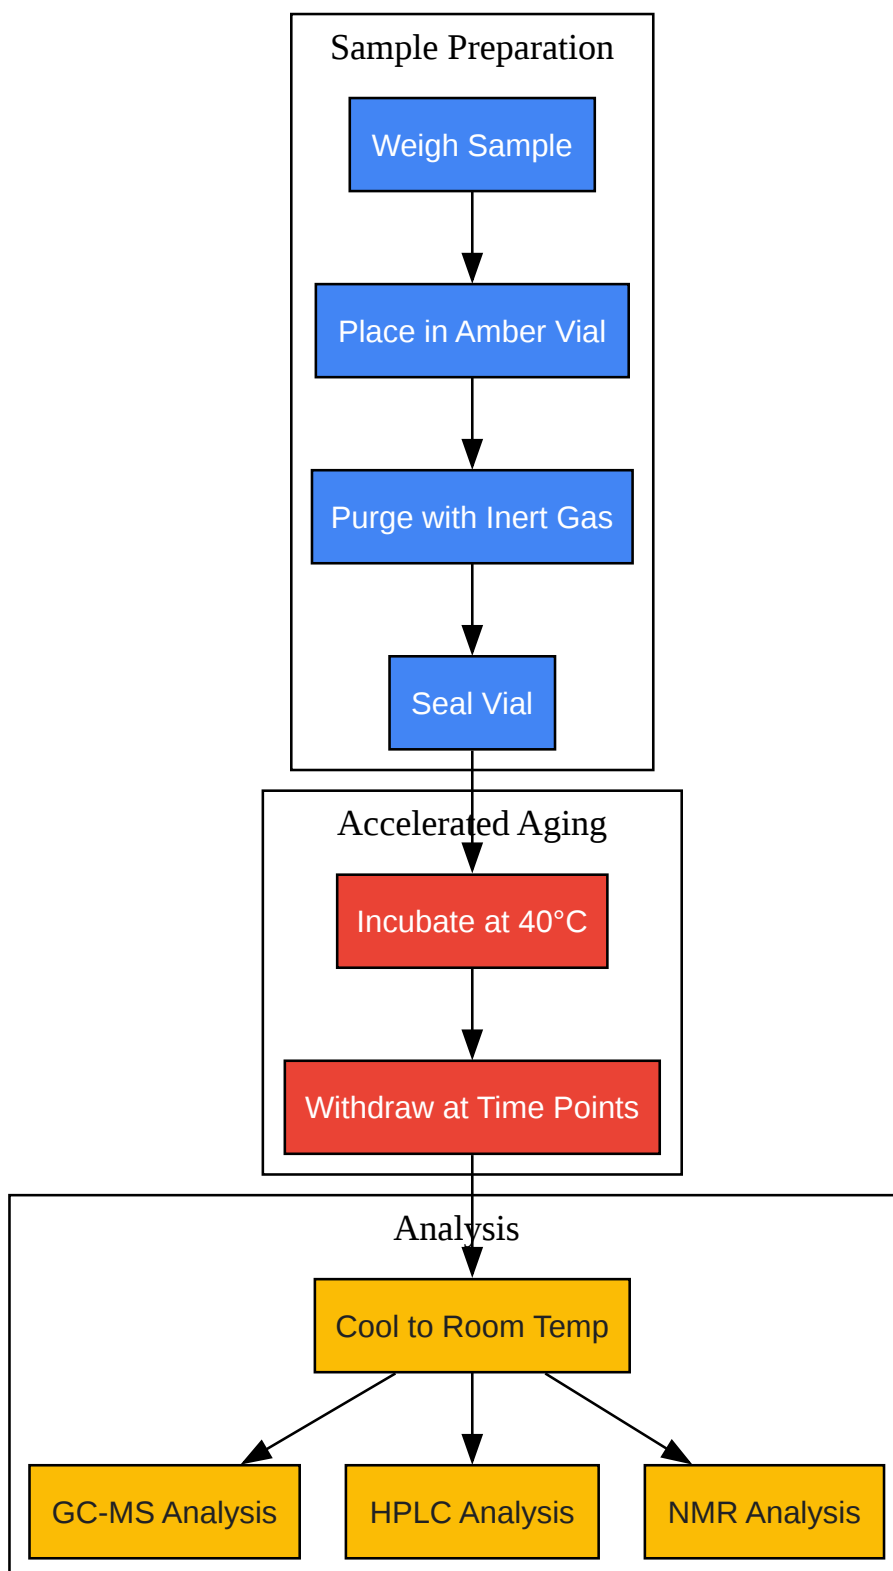 Sample Preparation
Weigh Sample
Place in Amber Vial
Purge with Inert Gas
Seal Vial
Accelerated Aging
Incubate at 40°C
Withdraw at Time Points
Analysis
Cool to Room Temp
GC-MS Analysis
HPLC Analysis
NMR Analysis